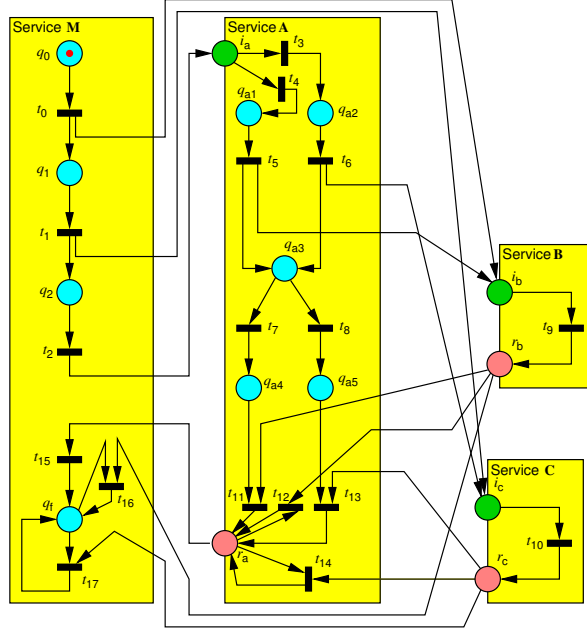 Service M
Service A
q0
ia
t3
t4
qa1
qa2
t0
q1
t5
t6
t1
qa3
Service B
q2
ib
t7
t8
t9
t2
rb
qa4
qa5
t15
Service C
t16
ic
t11
t12
t13
qf
t10
ra
t14
rc
t17